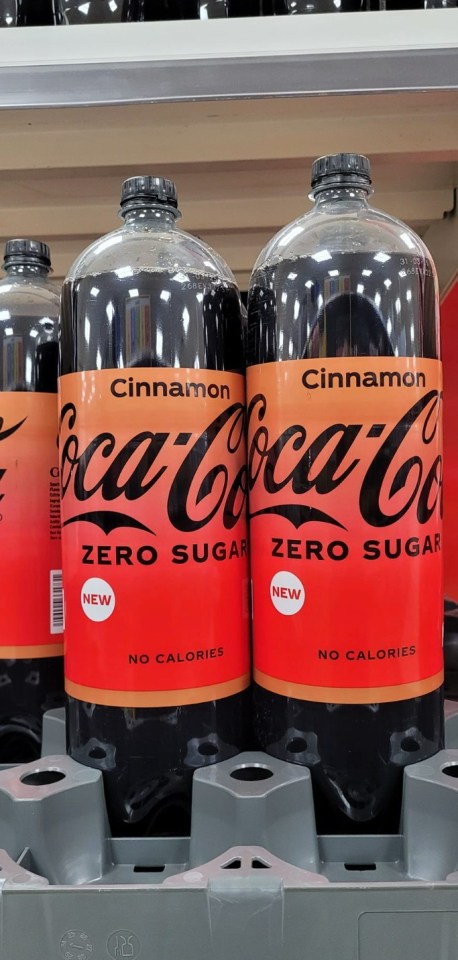 Cinnamon
Coca-Co
ZERO SUGAR
NEW
NO CALORIES
Cinnamon
Coca-Co
ZERO SUGAR
NEW
NO CALORIES